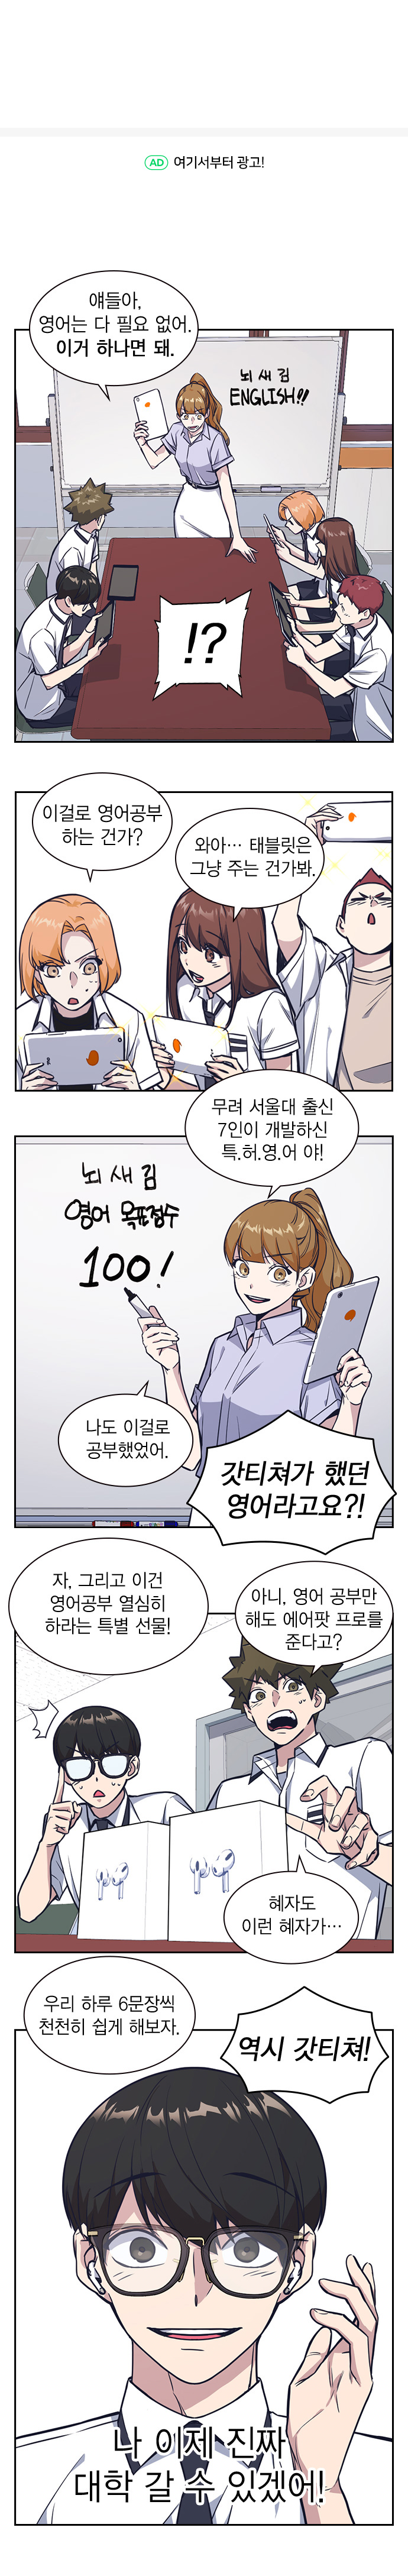 AD 여기서부터 광고!
얘들아,
영어는 다 필요 없어.
이거 하나면 돼.
뇌새김
ENGLISH!!
!?
이걸로 영어공부
하는 건가?
와아… 태블릿은
그냥 주는 건가봐.
무려 서울대 출신
7인이 개발하신
특.허.영.어 야!
뇌새김
영어 목표점수
100!
나도 이걸로
공부했었어.
갓티쳐가 했던
영어라고요?!
자, 그리고 이건
영어공부 열심히
하라는 특별 선물!
아니, 영어 공부만
해도 에어팟 프로를
준다고?
혜자도
이런 혜자가…
우리 하루 6문장씩
천천히 쉽게 해보자.
역시 갓티쳐!
나 이제 진짜
대학 갈 수 있겠어!